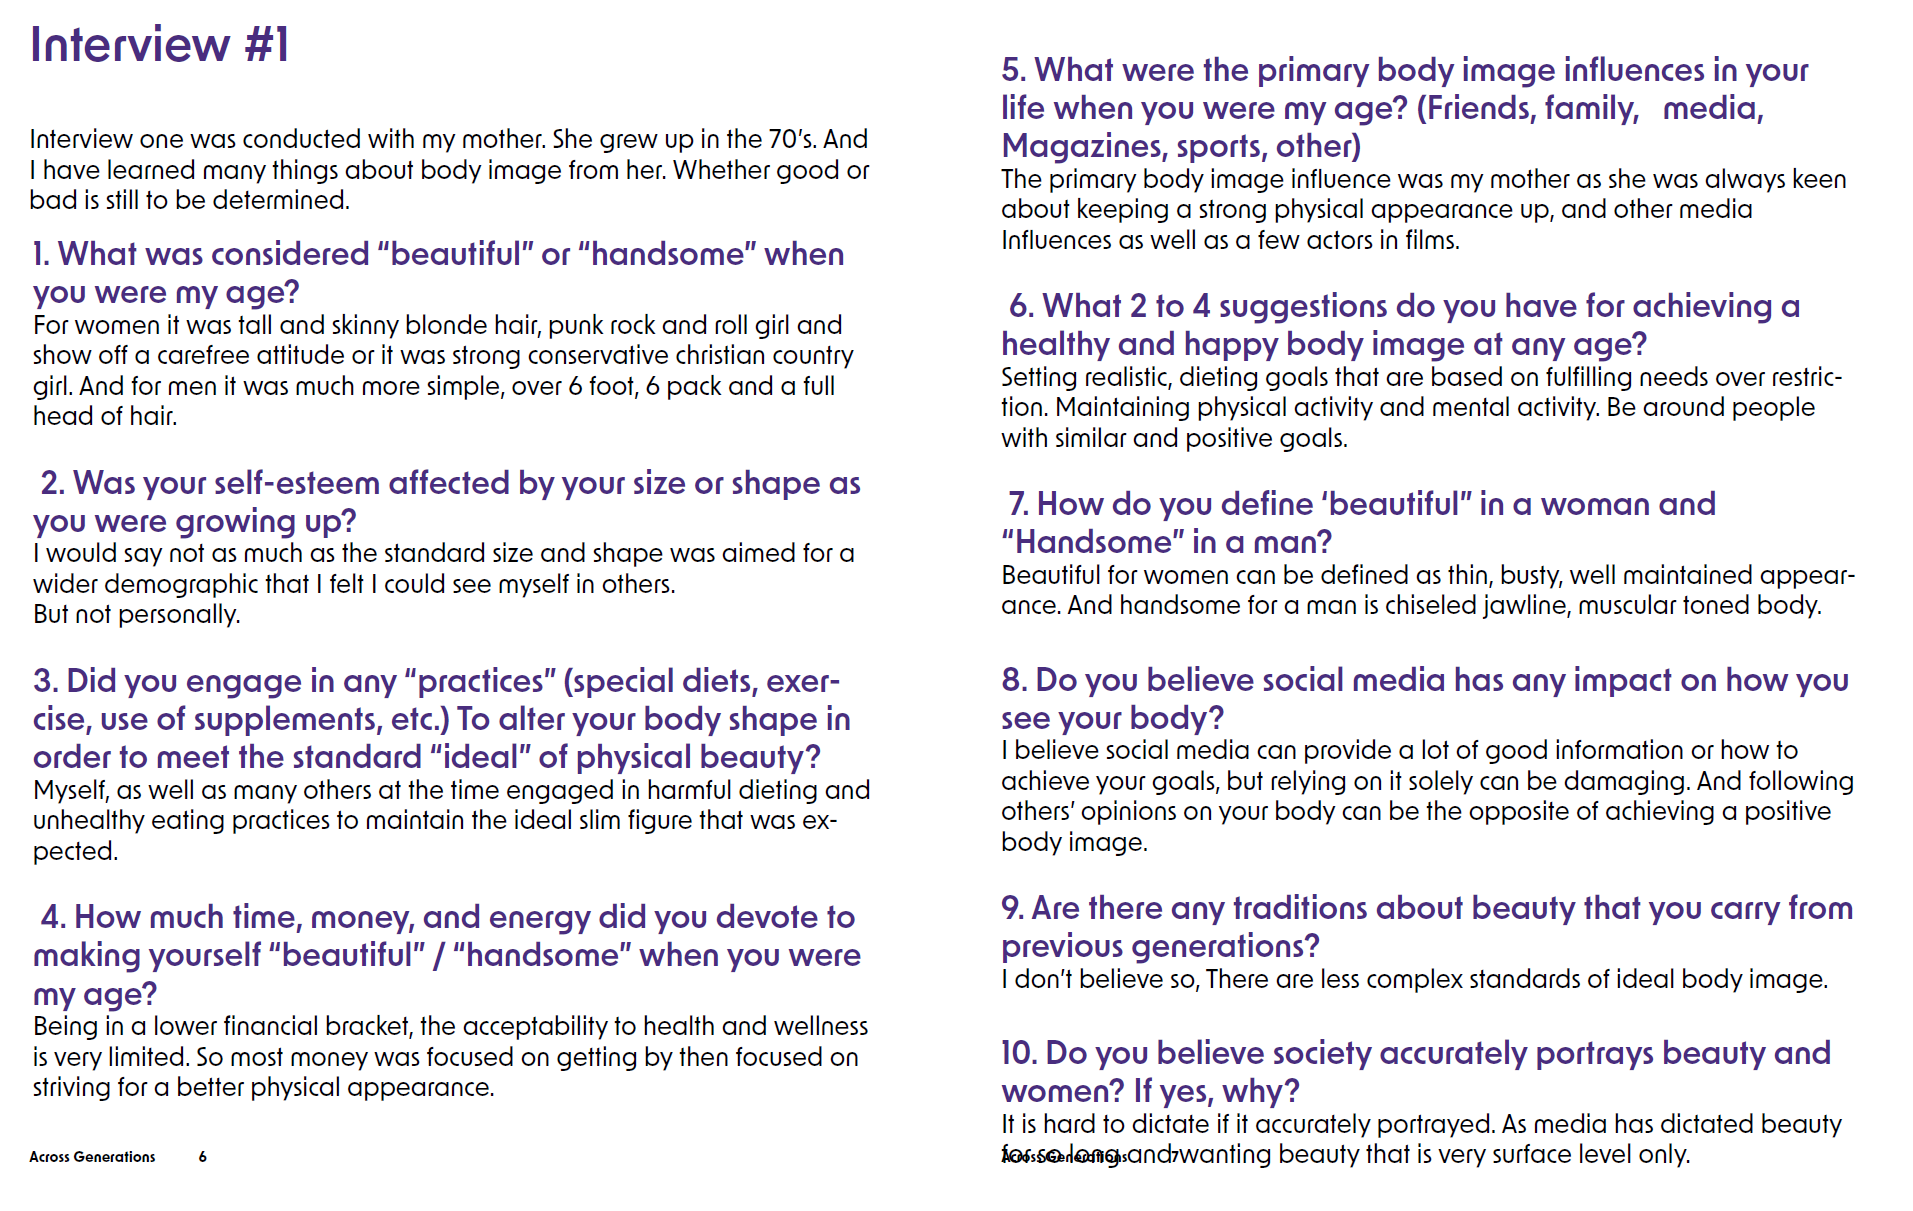 Interview #1
Interview one was conducted with my mother. She grew up in the 70's. And
I have learned many things about body image from her. Whether good or
bad is still to be determined.
1. What was considered “beautiful” or “handsome” when
you were my age?
For women it was tall and skinny blonde hair, punk rock and roll girl and
show off a carefree attitude or it was strong conservative christian country
girl. And for men it was much more simple, over 6 foot, 6 pack and a full
head of hair.
2. Was your self-esteem affected by your size or shape as
you were growing up?
I would say not as much as the standard size and shape was aimed for a
wider demographic that I felt I could see myself in others.
But not personally.
3. Did you engage in any “practices” (special diets, exer-
cise, use of supplements, etc.) To alter your body shape in
order to meet the standard “ideal” of physical beauty?
Myself, as well as many others at the time engaged in harmful dieting and
unhealthy eating practices to maintain the ideal slim figure that was ex-
pected.
4. How much time, money, and energy did you devote to
making yourself “beautiful” / “handsome” when you were
my age?
Being in a lower financial bracket, the acceptability to health and wellness
is very limited. So most money was focused on getting by then focused on
striving for a better physical appearance.
Across Generations 6
5. What were the primary body image influences in your
life when you were my age? (Friends, family, media,
Magazines, sports, other)
The primary body image influence was my mother as she was always keen
about keeping a strong physical appearance up, and other media
Influences as well as a few actors in films.
6. What 2 to 4 suggestions do you have for achieving a
healthy and happy body image at any age?
Setting realistic, dieting goals that are based on fulfilling needs over restric-
tion. Maintaining physical activity and mental activity. Be around people
with similar and positive goals.
7. How do you define ‘beautiful” in a woman and
“Handsome” in a man?
Beautiful for women can be defined as thin, busty, well maintained appear-
ance. And handsome for a man is chiseled jawline, muscular toned body.
8. Do you believe social media has any impact on how you
see your body?
I believe social media can provide a lot of good information or how to
achieve your goals, but relying on it solely can be damaging. And following
others’ opinions on your body can be the opposite of achieving a positive
body image.
9. Are there any traditions about beauty that you carry from
previous generations?
I don’t believe so, There are less complex standards of ideal body image.
10. Do you believe society accurately portrays beauty and
women? If yes, why?
It is hard to dictate if it accurately portrayed. As media has dictated beauty
for so long and wanting beauty that is very surface level only.
Across Generations 7